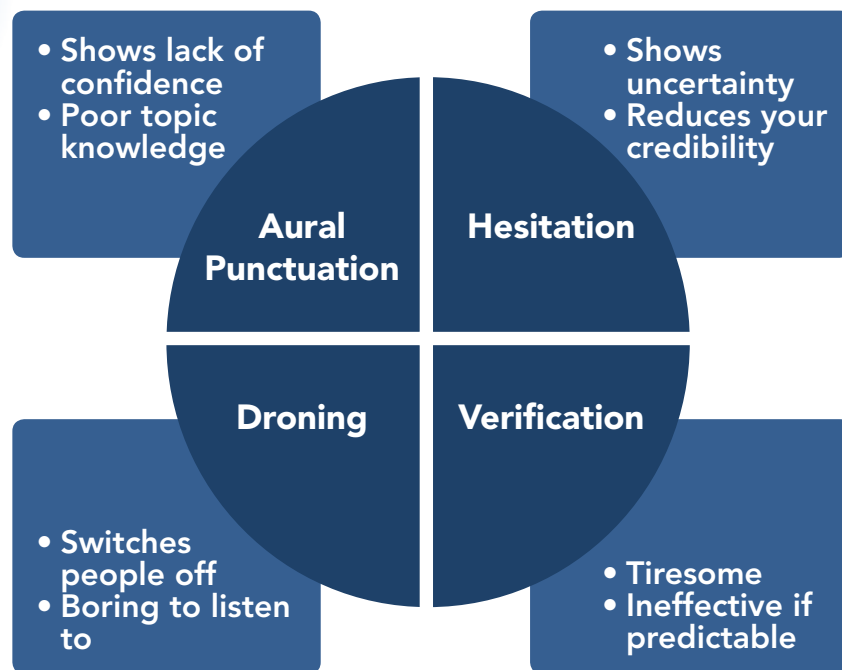 • Shows lack of
confidence
• Poor topic
knowledge
• Shows
uncertainty
• Reduces your
credibility
Aural
Punctuation
Hesitation
Droning
Verification
• Switches
people off
• Boring to listen
to
• Tiresome
• Ineffective if
predictable